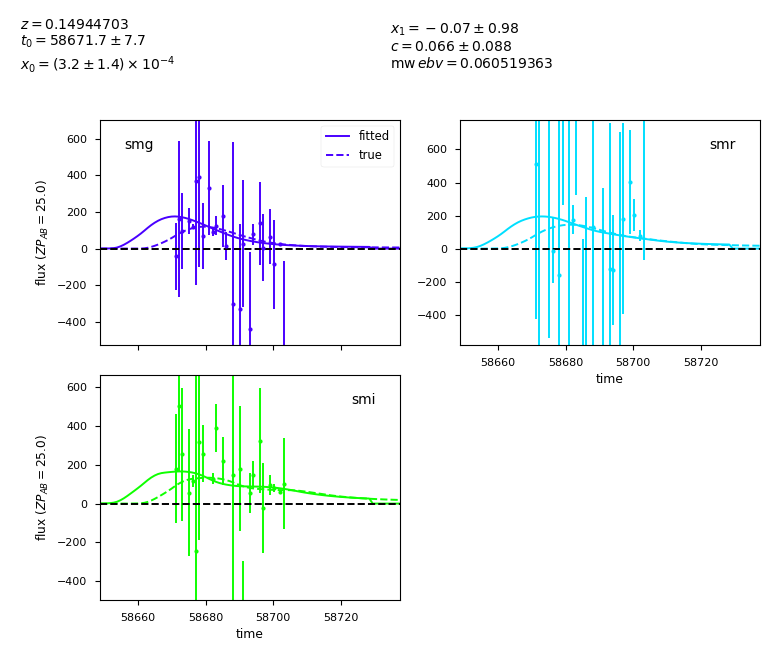 z = 0.14944703
t0 = 58671.7 ± 7.7
x0 = (3.2 ± 1.4) × 10^−4
x1 = −0.07 ± 0.98
c = 0.066 ± 0.088
mw ebv = 0.060519363
smg
fitted
true
600
400
200
0
−200
−400
flux (ZP_AB = 25.0)
smr
600
400
200
0
−200
−400
58660 58680 58700 58720
time
smi
600
400
200
0
−200
−400
flux (ZP_AB = 25.0)
58660 58680 58700 58720
time